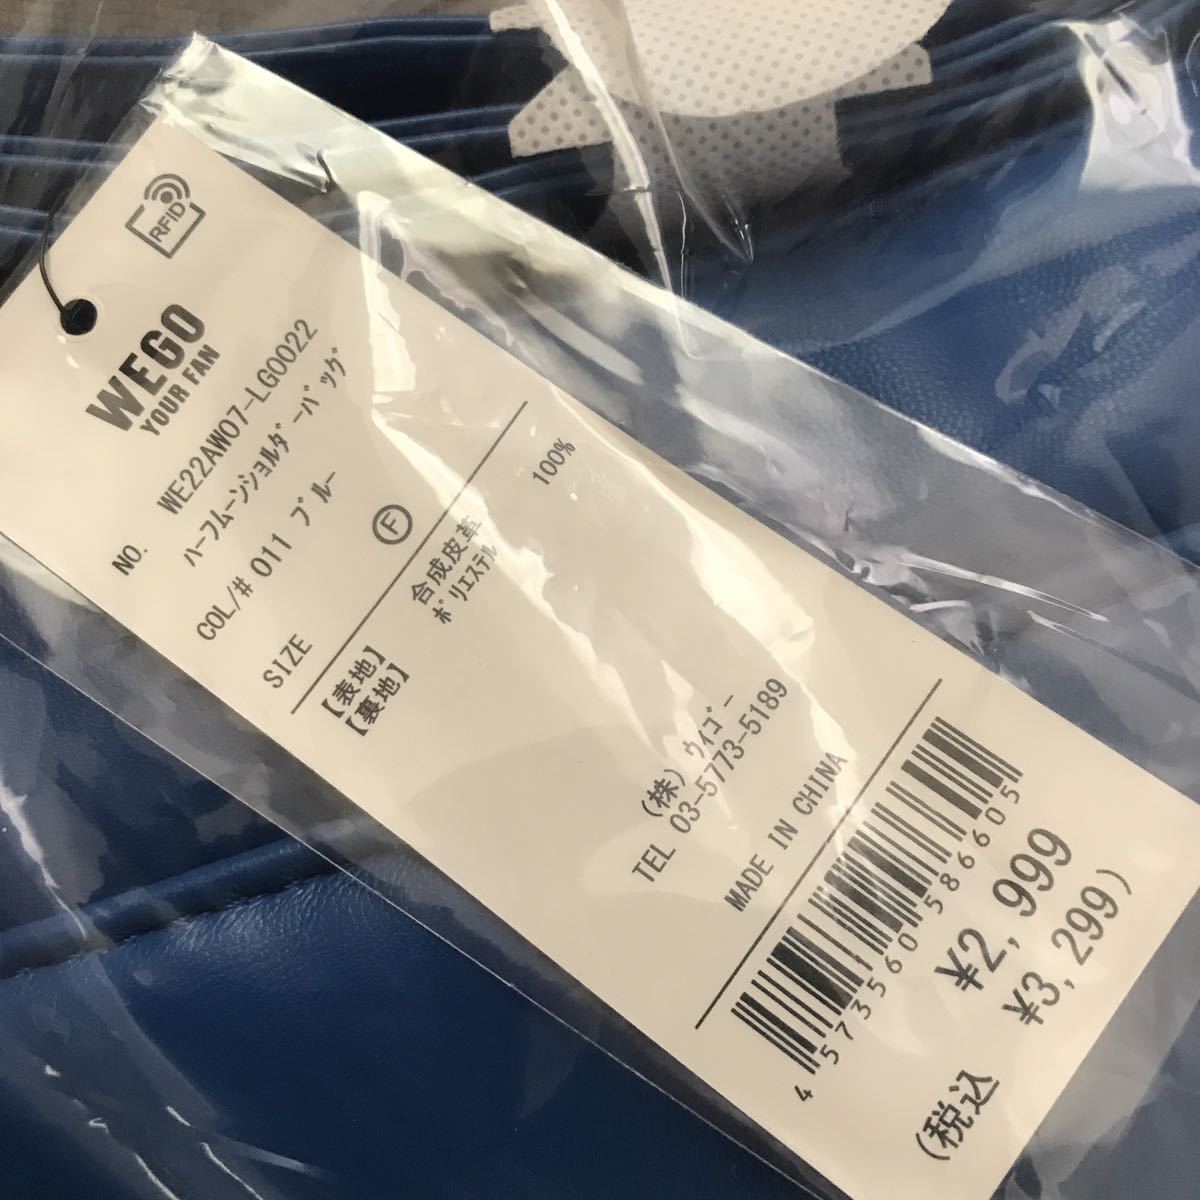 RFID
WEGO
YOUR FAN
NO. WE22AW07-LG0022
ハーフムーンショルダーバッグ
COL/# 011 ブルー
SIZE Ⓕ
【表地】 合成皮革
【裏地】 ポリエステル 100%
(株) ウィゴー
TEL 03-5773-5189
MADE IN CHINA
4573560586605
¥2,999
(税込 ¥3,299)